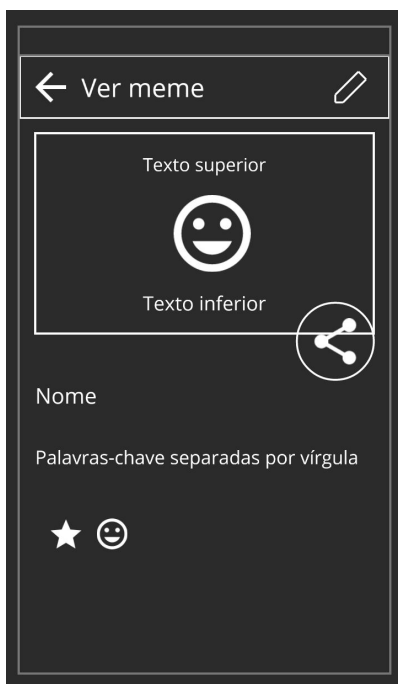 Ver meme
Texto superior
Texto inferior
Nome
Palavras-chave separadas por vírgula